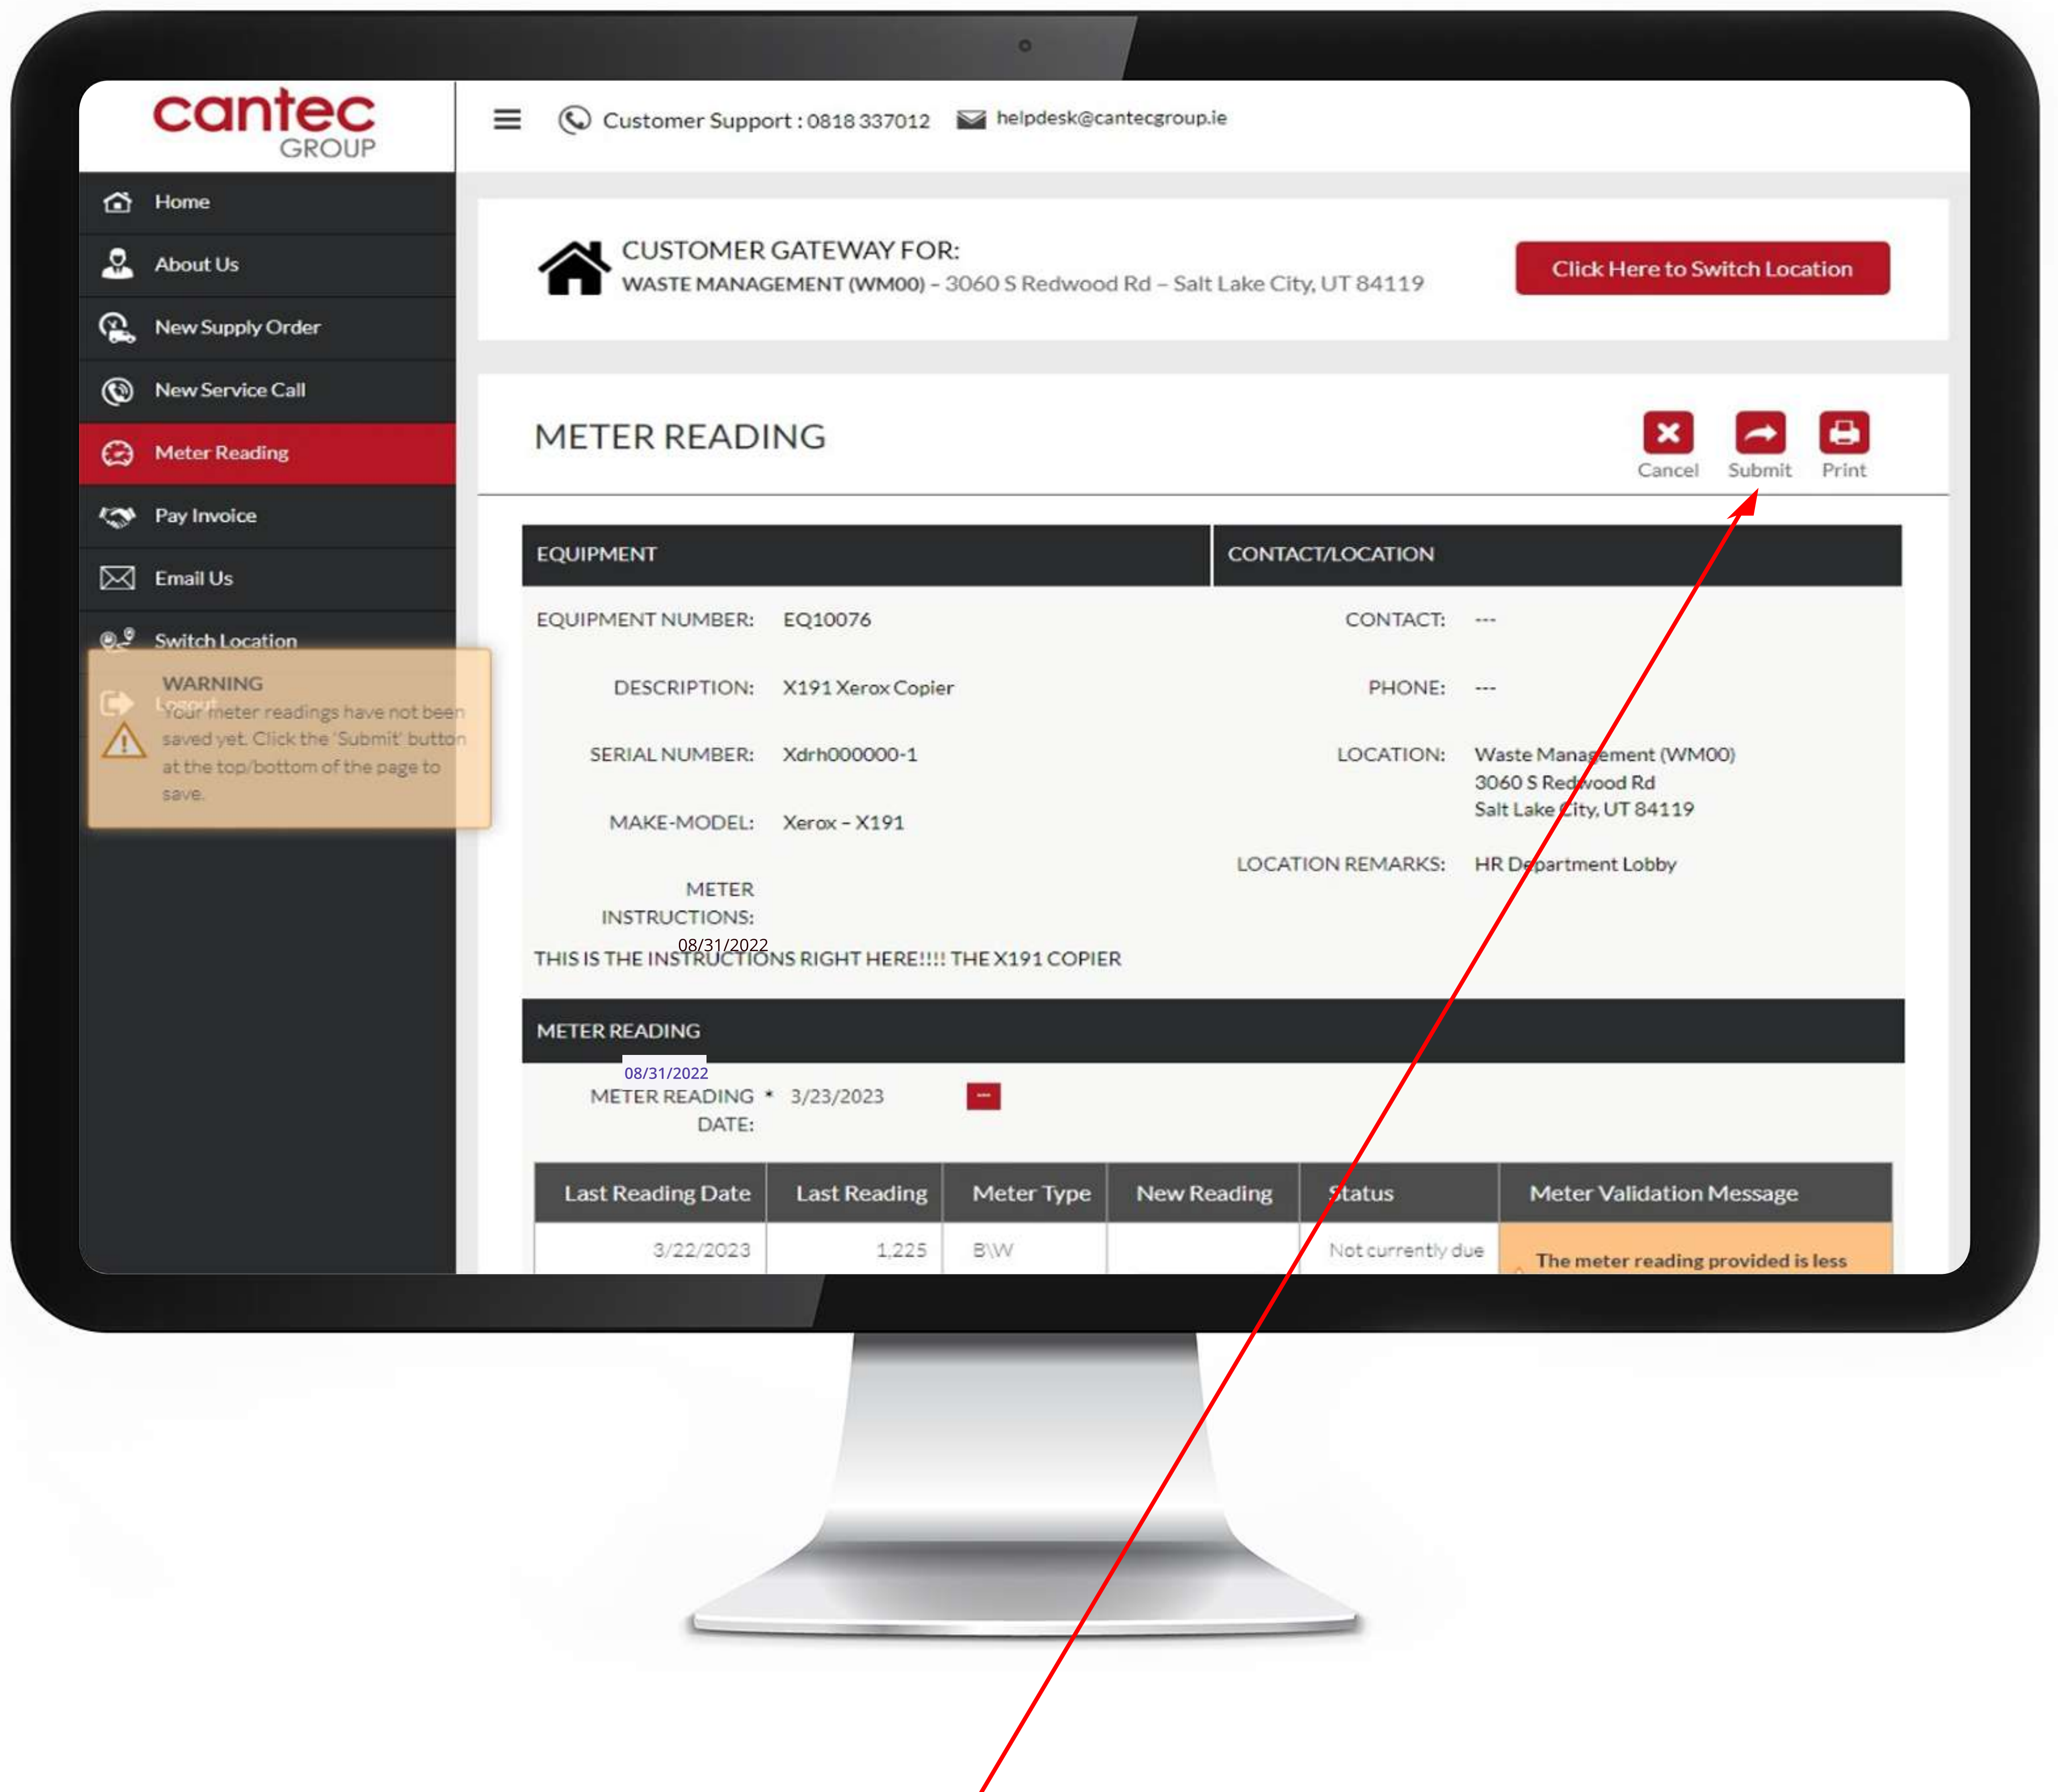 cantec
GROUP
Customer Support : 0818 337012
helpdesk@cantecgroup.ie
Home
About Us
New Supply Order
New Service Call
Meter Reading
Pay Invoice
Email Us
Switch Location
Logout
WARNING
Your meter readings have not been
saved yet. Click the 'Submit' button
at the top/bottom of the page to
save.
CUSTOMER GATEWAY FOR:
WASTE MANAGEMENT (WM00) – 3060 S Redwood Rd – Salt Lake City, UT 84119
Click Here to Switch Location
METER READING
Cancel Submit Print
EQUIPMENT
EQUIPMENT NUMBER: EQ10076
DESCRIPTION: X191 Xerox Copier
SERIAL NUMBER: Xdrh000000-1
MAKE-MODEL: Xerox – X191
METER
INSTRUCTIONS:
08/31/2022
THIS IS THE INSTRUCTIONS RIGHT HERE!!!! THE X191 COPIER
CONTACT/LOCATION
CONTACT: ---
PHONE: ---
LOCATION: Waste Management (WM00)
3060 S Redwood Rd
Salt Lake City, UT 84119
LOCATION REMARKS: HR Department Lobby
METER READING
08/31/2022
METER READING * 3/23/2023 ...
DATE:
Last Reading Date Last Reading Meter Type New Reading Status Meter Validation Message
3/22/2023 1,225 B\W Not currently due The meter reading provided is less